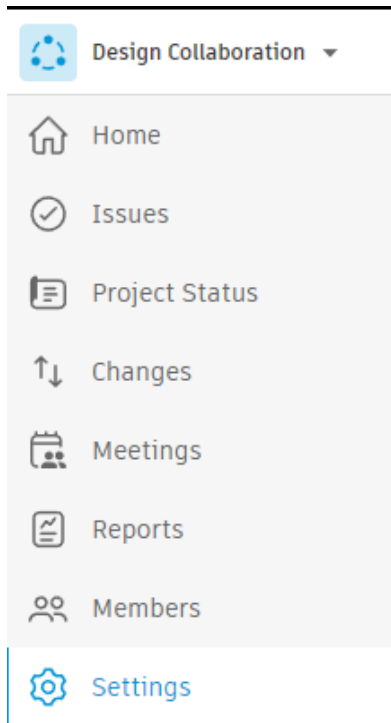 Design Collaboration
Home
Issues
Project Status
Changes
Meetings
Reports
Members
Settings